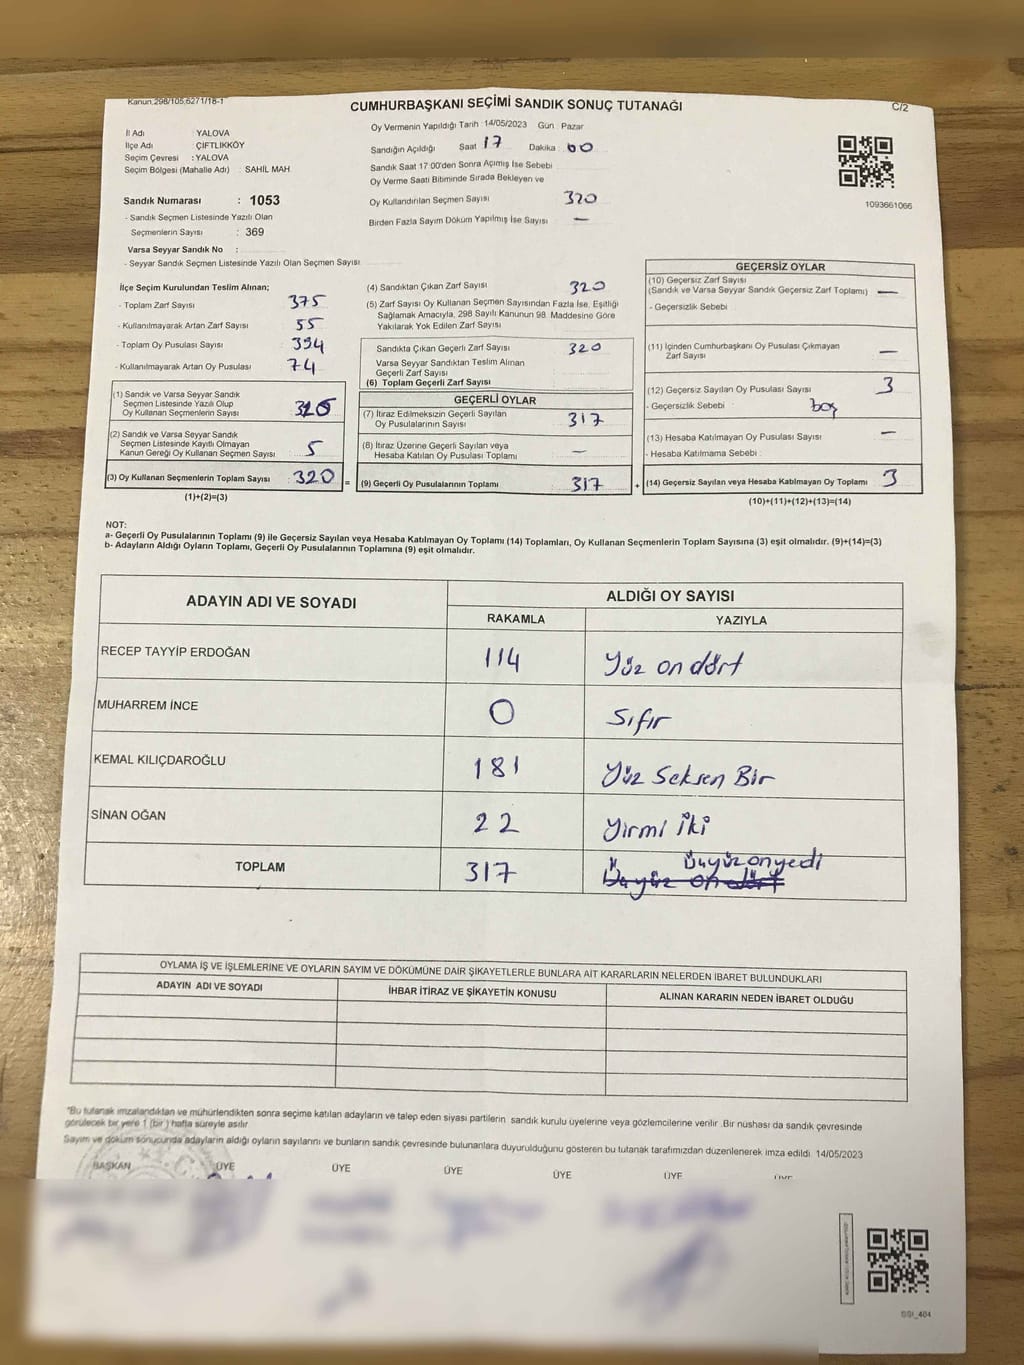 Kanun:298/105,6271/18-1
CUMHURBAŞKANI SEÇİMİ SANDIK SONUÇ TUTANAĞI
C/2
İl Adı : YALOVA
İlçe Adı : ÇİFTLİKKÖY
Seçim Çevresi : YALOVA
Seçim Bölgesi (Mahalle Adı) : SAHİL MAH.
Sandık Numarası : 1053
- Sandık Seçmen Listesinde Yazılı Olan
Seçmenlerin Sayısı : 369
Varsa Seyyar Sandık No :
- Seyyar Sandık Seçmen Listesinde Yazılı Olan Seçmen Sayısı
Oy Vermenin Yapıldığı Tarih : 14/05/2023 Gün : Pazar
Sandığın Açıldığı Saat 17 Dakika 00
Sandık Saat 17:00'den Sonra Açımış İse Sebebi
Oy Verme Saati Bitiminde Sırada Bekleyen ve
Oy Kullandırılan Seçmen Sayısı 320
Birden Fazla Sayım Döküm Yapılmış İse Sayısı —
1093661066
İlçe Seçim Kurulundan Teslim Alınan;
- Toplam Zarf Sayısı 375
- Kullanılmayarak Artan Zarf Sayısı 55
- Toplam Oy Pusulası Sayısı 394
- Kullanılmayarak Artan Oy Pusulası 74
(1) Sandık ve Varsa Seyyar Sandık
Seçmen Listesinde Yazılı Olup
Oy Kullanan Seçmenlerin Sayısı
(2) Sandık ve Varsa Seyyar Sandık
Seçmen Listesinde Kayıtlı Olmayan
Kanun Gereği Oy Kullanan Seçmen Sayısı 5
(3) Oy Kullanan Seçmenlerin Toplam Sayısı : 320 =
(1)+(2)=(3)
(4) Sandıktan Çıkan Zarf Sayısı 320
(5) Zarf Sayısı Oy Kullanan Seçmen Sayısından Fazla İse, Eşitliği
Sağlamak Amacıyla, 298 Sayılı Kanunun 98. Maddesine Göre
Yakılarak Yok Edilen Zarf Sayısı
Sandıkta Çıkan Geçerli Zarf Sayısı 320
Varsa Seyyar Sandıktan Teslim Alınan
Geçerli Zarf Sayısı
(6) Toplam Geçerli Zarf Sayısı
GEÇERLİ OYLAR
(7) İtiraz Edilmeksizin Geçerli Sayılan
Oy Pusulalarının Sayısı 317
(8) İtiraz Üzerine Geçerli Sayılan veya
Hesaba Katılan Oy Pusulası Toplamı —
(9) Geçerli Oy Pusulalarının Toplamı 317 +
GEÇERSİZ OYLAR
(10) Geçersiz Zarf Sayısı
(Sandık ve Varsa Seyyar Sandık Geçersiz Zarf Toplamı) —
- Geçersizlik Sebebi
(11) İçinden Cumhurbaşkanı Oy Pusulası Çıkmayan
Zarf Sayısı —
(12) Geçersiz Sayılan Oy Pusulası Sayısı 3
- Geçersizlik Sebebi : boş
(13) Hesaba Katılmayan Oy Pusulası Sayısı —
- Hesaba Katılmama Sebebi :
(14) Geçersiz Sayılan veya Hesaba Katılmayan Oy Toplamı 3
(10)+(11)+(12)+(13)=(14)
NOT:
a- Geçerli Oy Pusulalarının Toplamı (9) ile Geçersiz Sayılan veya Hesaba Katılmayan Oy Toplamı (14) Toplamları, Oy Kullanan Seçmenlerin Toplam Sayısına (3) eşit olmalıdır. (9)+(14)=(3)
b- Adayların Aldığı Oyların Toplamı, Geçerli Oy Pusulalarının Toplamına (9) eşit olmalıdır.
ADAYIN ADI VE SOYADI
ALDIĞI OY SAYISI
RAKAMLA YAZIYLA
RECEP TAYYİP ERDOĞAN 114 Yüz on dört
MUHARREM İNCE 0 Sıfır
KEMAL KILIÇDAROĞLU 181 Yüz Seksen Bir
SİNAN OĞAN 22 Yirmi İki
TOPLAM 317 Üçyüz onyedi
Üçyüz on dört
OYLAMA İŞ VE İŞLEMLERİNE VE OYLARIN SAYIM VE DÖKÜMÜNE DAİR ŞİKAYETLERLE BUNLARA AİT KARARLARIN NELERDEN İBARET BULUNDUKLARI
ADAYIN ADI VE SOYADI İHBAR İTİRAZ VE ŞİKAYETİN KONUSU ALINAN KARARIN NEDEN İBARET OLDUĞU
"Bu tutanak imzalandıktan ve mühürlendikten sonra seçime katılan adayların ve talep eden siyasi partilerin sandık kurulu üyelerine veya gözlemcilerine verilir .Bir nüshası da sandık çevresinde
görülecek bir yere 1 (bir ) hafta süreyle asılır
Sayım ve döküm sonucunda adayların aldığı oyların sayılarını ve bunların sandık çevresinde bulunanlara duyurulduğunu gösteren bu tutanak tarafımızdan düzenlenerek imza edildi. 14/05/2023
BAŞKAN ÜYE ÜYE ÜYE ÜYE ÜYE ÜYE